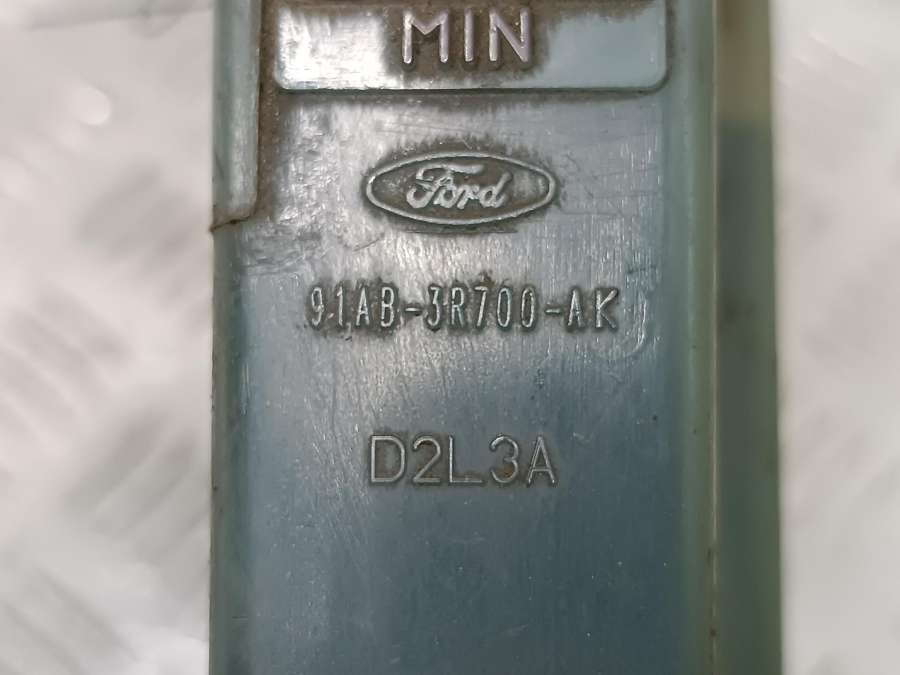 MIN
Ford
91AB-3R700-AK
D2L3A